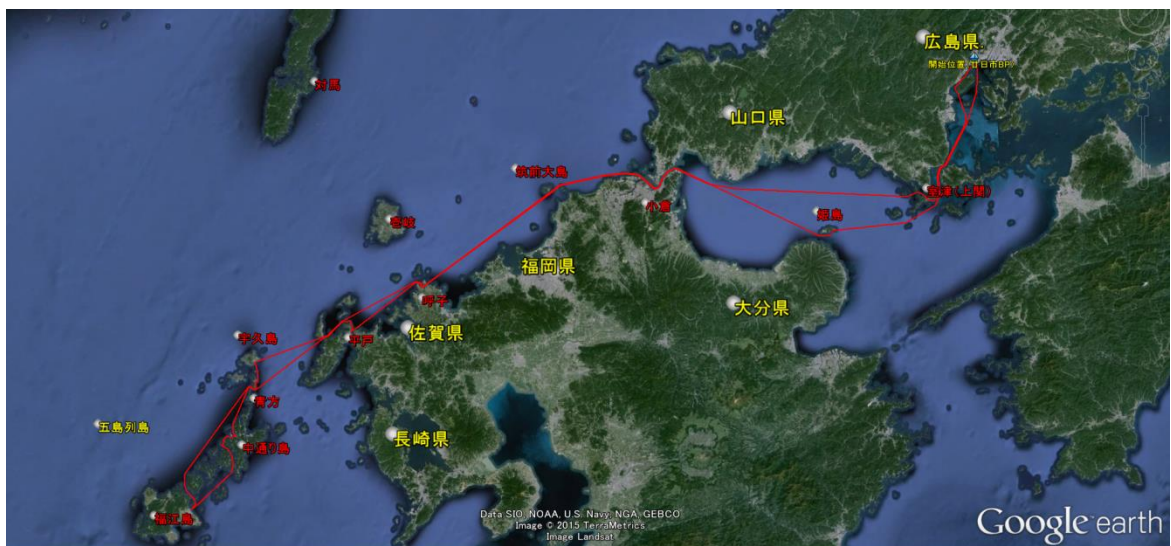 広島県
開始位置(廿日市BP)
対馬
山口県
筑前大島
室津(上関)
小倉
姫島
壱岐
福岡県
呼子
大分県
佐賀県
平戸
宇久島
青方
五島列島
長崎県
中通り島
福江島
Data SIO, NOAA, U.S. Navy, NGA, GEBCO
Image © 2015 TerraMetrics
Image Landsat
Google earth